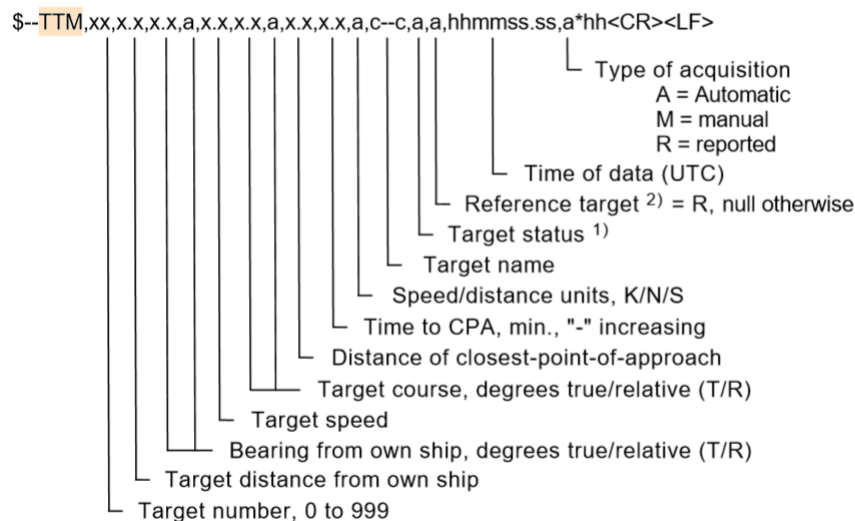 $--TTM,xx,x.x,x.x,a,x.x,x.x,a,x.x,x.x,a,c--c,a,a,hhmmss.ss,a*hh<CR><LF>
Type of acquisition
A = Automatic
M = manual
R = reported
Time of data (UTC)
Reference target 2) = R, null otherwise
Target status 1)
Target name
Speed/distance units, K/N/S
Time to CPA, min., "-" increasing
Distance of closest-point-of-approach
Target course, degrees true/relative (T/R)
Target speed
Bearing from own ship, degrees true/relative (T/R)
Target distance from own ship
Target number, 0 to 999